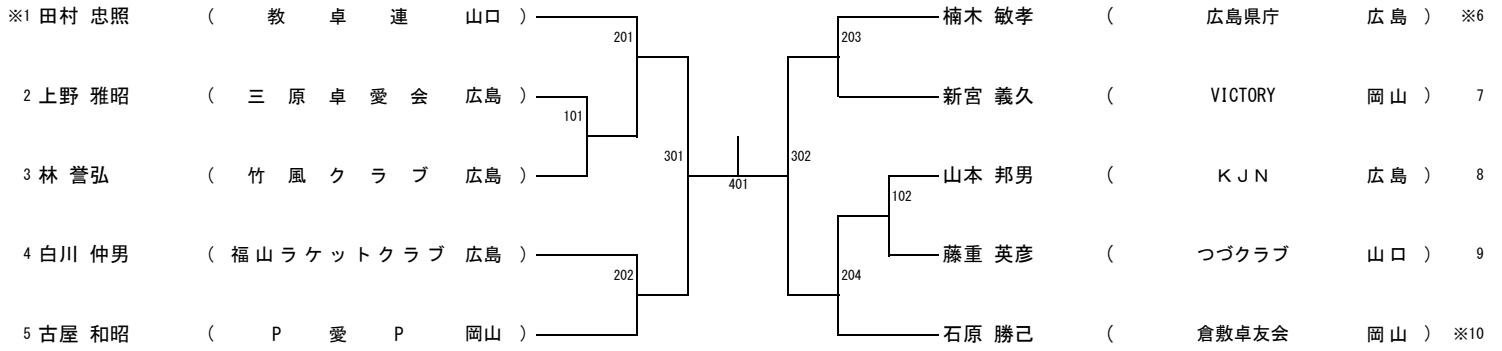 ※1 田村 忠照 ( 教 卓 連 山口 )
201
2 上野 雅昭 ( 三 原 卓 愛 会 広島 )
101
3 林 誉弘 ( 竹 風 ク ラ ブ 広島 )
301
4 白川 仲男 ( 福山ラケットクラブ 広島 )
202
5 古屋 和昭 ( P 愛 P 岡山 )
401
楠木 敏孝 ( 広島県庁 広島 ) ※6
203
新宮 義久 ( VICTORY 岡山 ) 7
302
山本 邦男 ( KJN 広島 ) 8
102
藤重 英彦 ( つづクラブ 山口 ) 9
204
石原 勝己 ( 倉敷卓友会 岡山 ) ※10